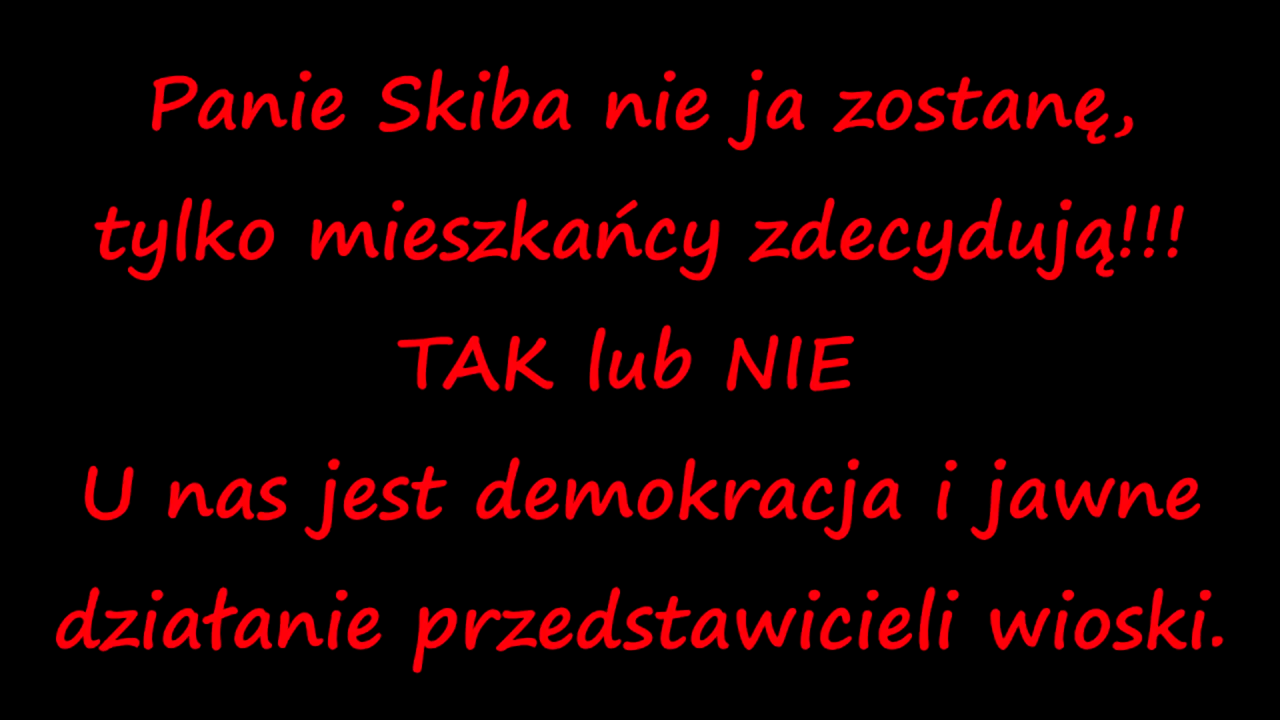 Panie Skiba nie ja zostanę,
tylko mieszkańcy zdecydują!!!
TAK lub NIE
U nas jest demokracja i jawne
działanie przedstawicieli wioski.